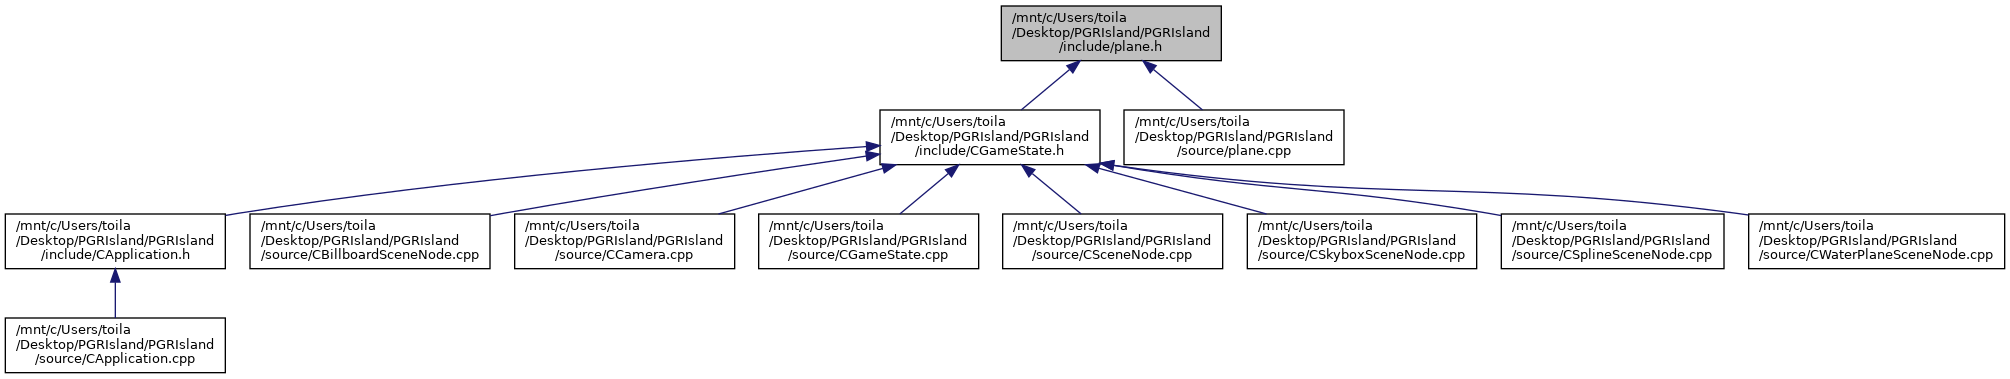 /mnt/c/Users/toila
/Desktop/PGRIsland/PGRIsland
/include/plane.h
/mnt/c/Users/toila
/Desktop/PGRIsland/PGRIsland
/include/CGameState.h
/mnt/c/Users/toila
/Desktop/PGRIsland/PGRIsland
/source/plane.cpp
/mnt/c/Users/toila
/Desktop/PGRIsland/PGRIsland
/include/CApplication.h
/mnt/c/Users/toila
/Desktop/PGRIsland/PGRIsland
/source/CBillboardSceneNode.cpp
/mnt/c/Users/toila
/Desktop/PGRIsland/PGRIsland
/source/CCamera.cpp
/mnt/c/Users/toila
/Desktop/PGRIsland/PGRIsland
/source/CGameState.cpp
/mnt/c/Users/toila
/Desktop/PGRIsland/PGRIsland
/source/CSceneNode.cpp
/mnt/c/Users/toila
/Desktop/PGRIsland/PGRIsland
/source/CSkyboxSceneNode.cpp
/mnt/c/Users/toila
/Desktop/PGRIsland/PGRIsland
/source/CSplineSceneNode.cpp
/mnt/c/Users/toila
/Desktop/PGRIsland/PGRIsland
/source/CWaterPlaneSceneNode.cpp
/mnt/c/Users/toila
/Desktop/PGRIsland/PGRIsland
/source/CApplication.cpp